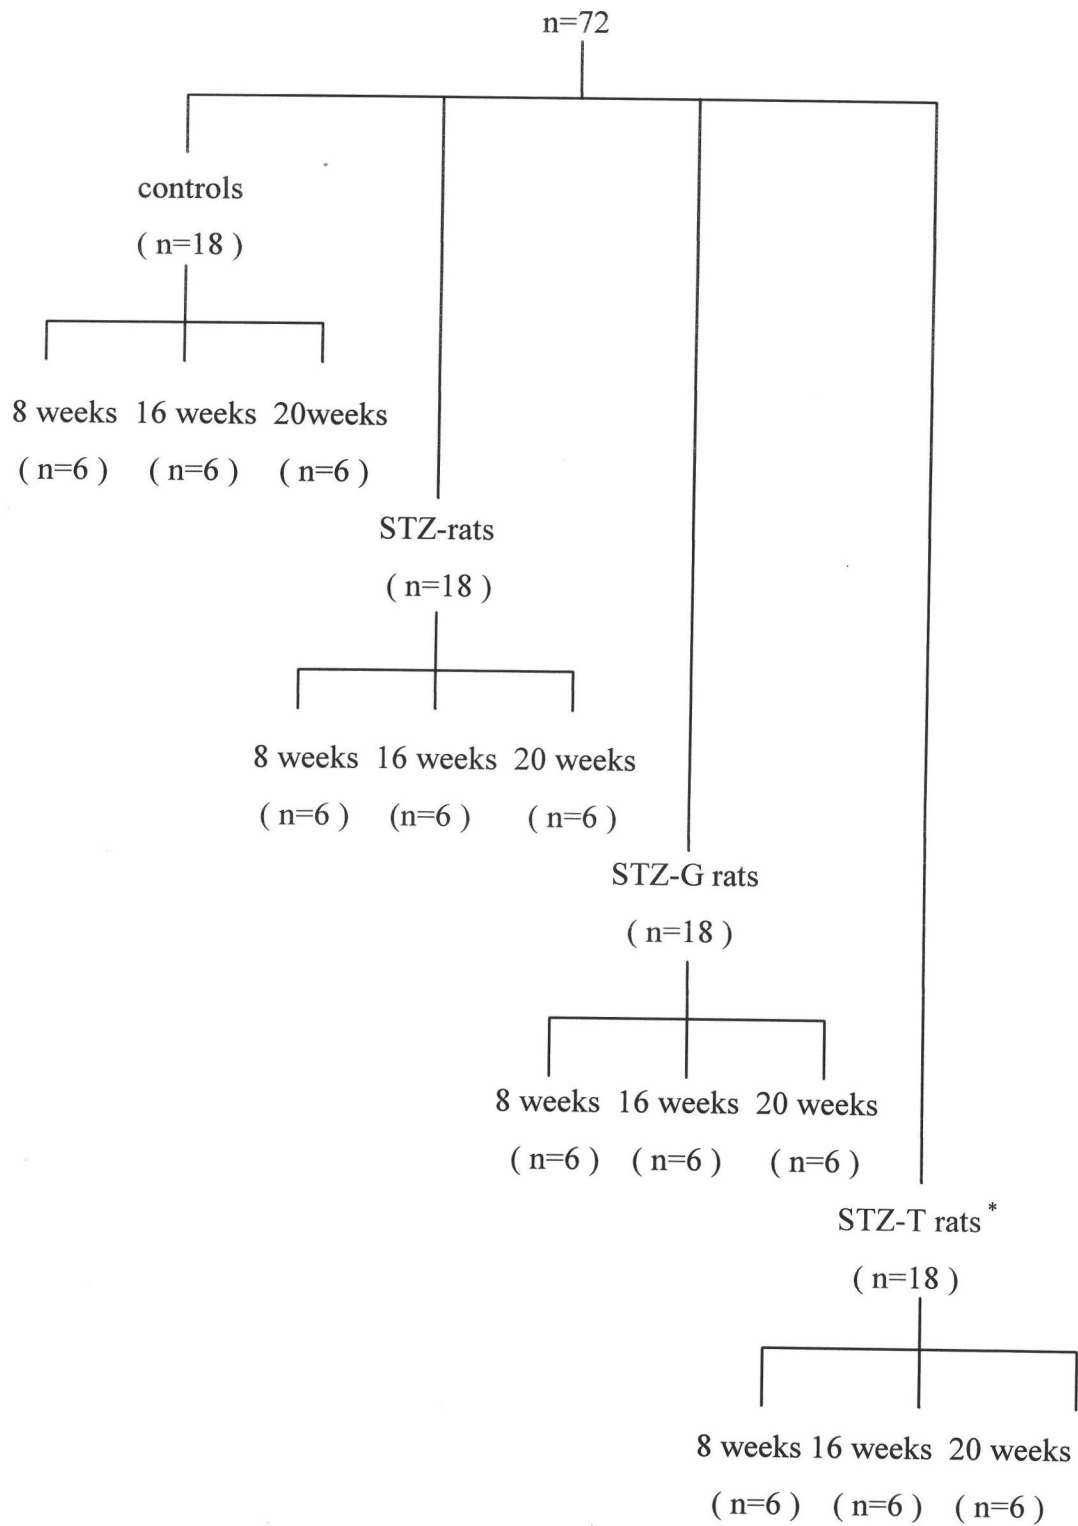 n=72
controls
( n=18 )
8 weeks 16 weeks 20weeks
( n=6 ) ( n=6 ) ( n=6 )
STZ-rats
( n=18 )
8 weeks 16 weeks 20 weeks
( n=6 ) (n=6 ) ( n=6 )
STZ-G rats
( n=18 )
8 weeks 16 weeks 20 weeks
( n=6 ) ( n=6 ) ( n=6 )
STZ-T rats *
( n=18 )
8 weeks 16 weeks 20 weeks
( n=6 ) ( n=6 ) ( n=6 )